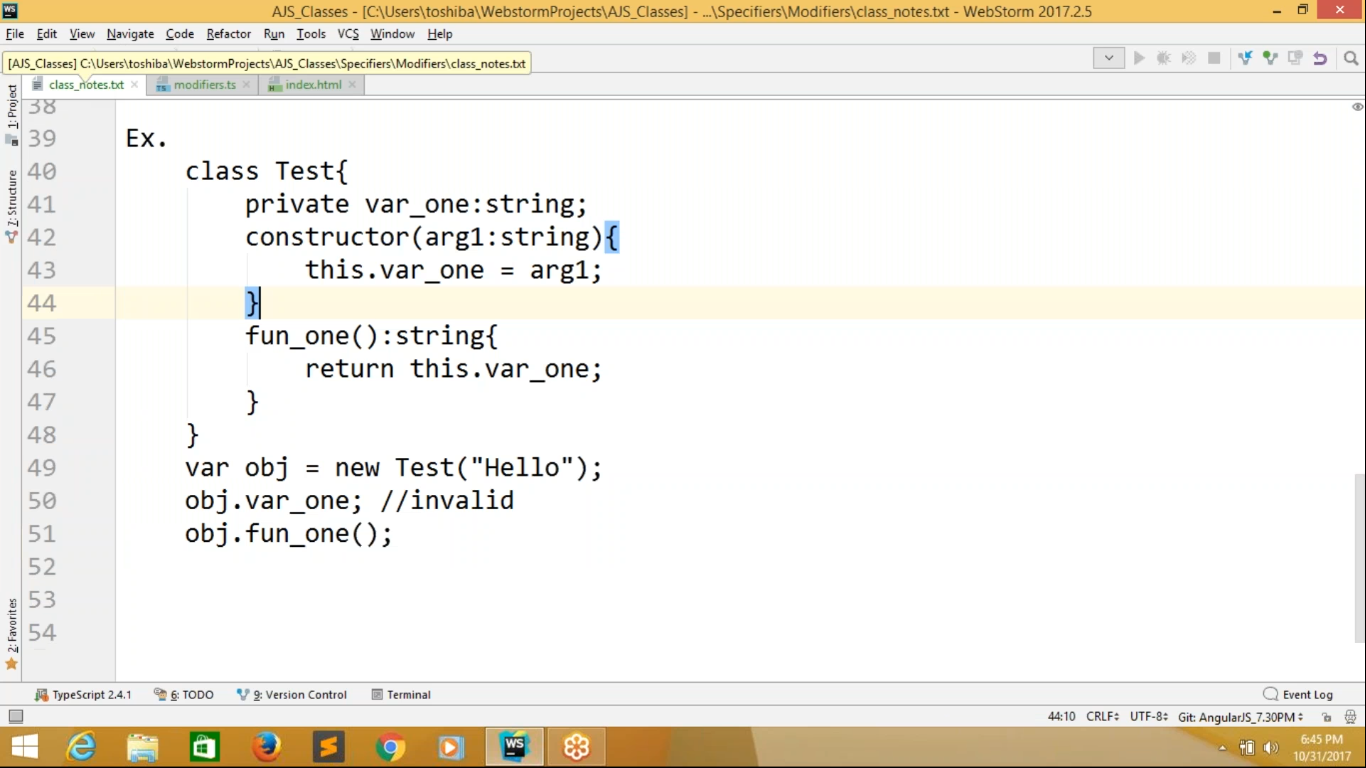 AJS_Classes - [C:\Users\toshiba\WebstormProjects\AJS_Classes] - ...\Specifiers\Modifiers\class_notes.txt - WebStorm 2017.2.5
File Edit View Navigate Code Refactor Run Tools VCS Window Help
[AJS_Classes] C:\Users\toshiba\WebstormProjects\AJS_Classes\Specifiers\Modifiers\class_notes.txt
class_notes.txt modifiers.ts index.html
1: Project
7: Structure
2: Favorites
38
39 Ex.
40 class Test{
41 private var_one:string;
42 constructor(arg1:string){
43 this.var_one = arg1;
44 }
45 fun_one():string{
46 return this.var_one;
47 }
48 }
49 var obj = new Test("Hello");
50 obj.var_one; //invalid
51 obj.fun_one();
52
53
54
TypeScript 2.4.1 6: TODO 9: Version Control Terminal Event Log
44:10 CRLF UTF-8 Git: AngularJS_7.30PM
WS
6:45 PM
10/31/2017